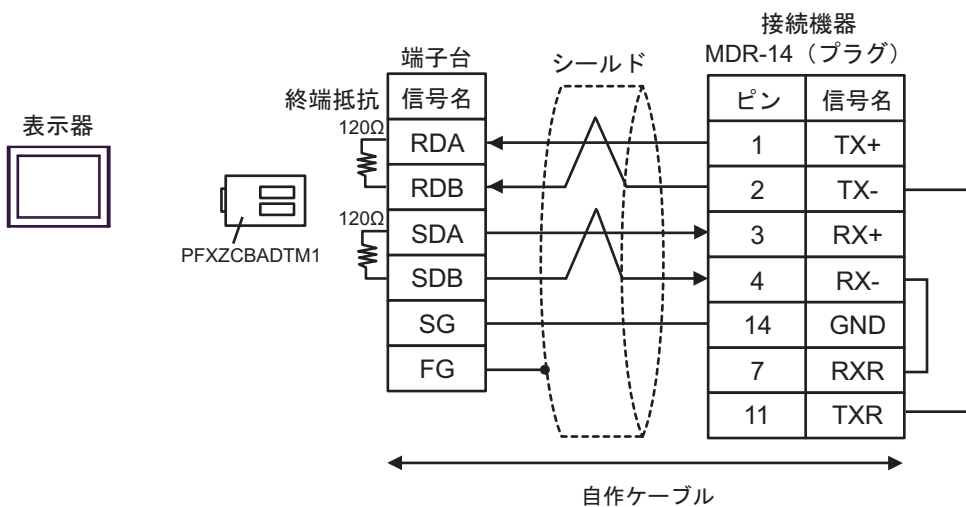 接続機器
MDR-14（プラグ）
端子台
シールド
終端抵抗
信号名
ピン
信号名
表示器
120Ω
RDA
1
TX+
RDB
2
TX-
120Ω
SDA
3
RX+
PFXZCBADTM1
SDB
4
RX-
SG
14
GND
FG
7
RXR
11
TXR
自作ケーブル